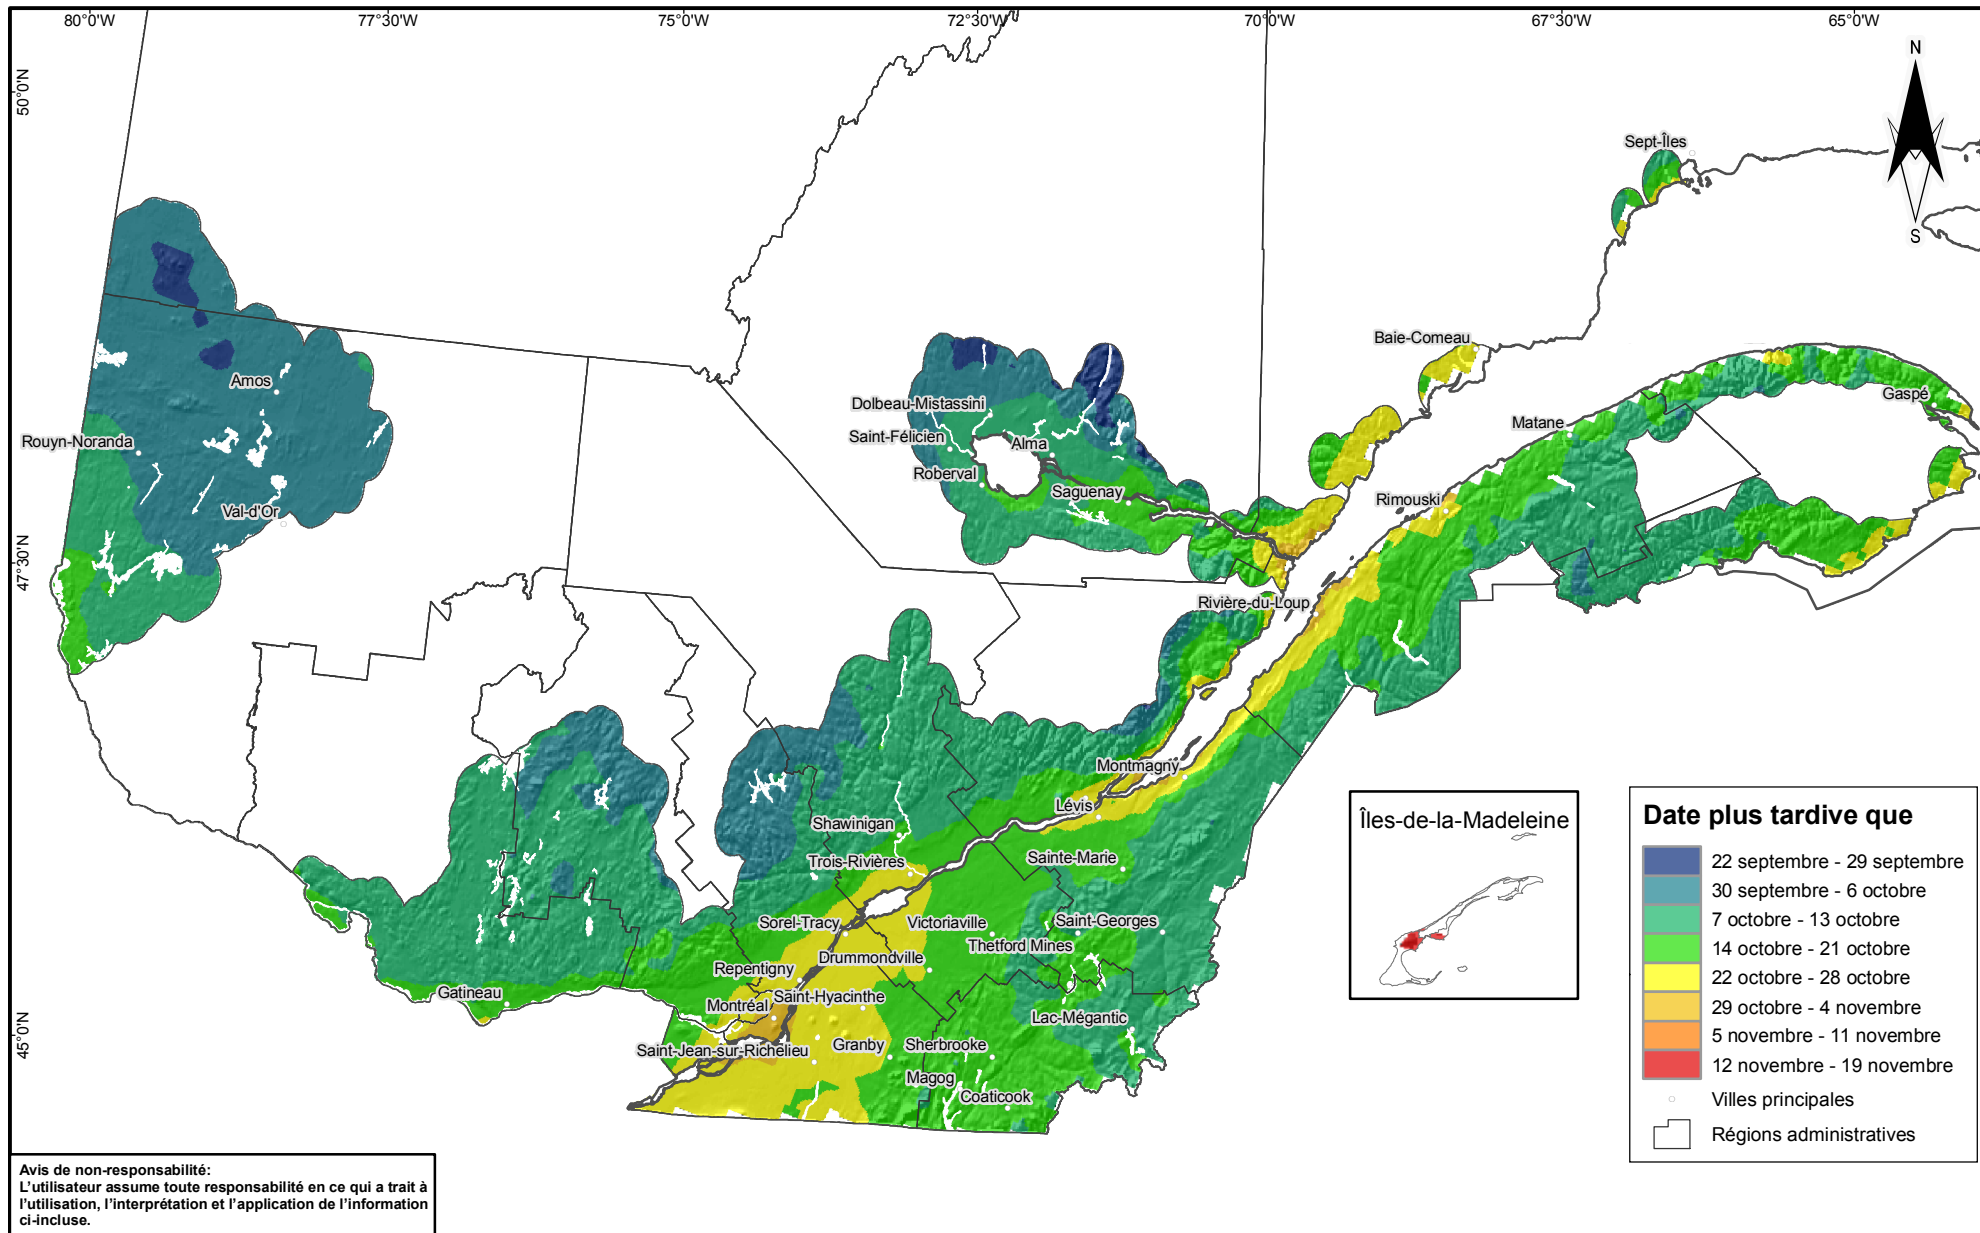 80°0'W
77°30'W
75°0'W
72°30'W
70°0'W
67°30'W
65°0'W
50°0'N
47°30'N
45°0'N
N
S
Sept-Îles
Baie-Comeau
Gaspé
Matane
Rimouski
Amos
Rouyn-Noranda
Val-d'Or
Dolbeau-Mistassini
Saint-Félicien
Alma
Roberval
Saguenay
Rivière-du-Loup
Montmagny
Lévis
Shawinigan
Trois-Rivières
Sainte-Marie
Sorel-Tracy
Victoriaville
Saint-Georges
Thetford Mines
Drummondville
Repentigny
Gatineau
Montréal
Saint-Hyacinthe
Lac-Mégantic
Saint-Jean-sur-Richelieu
Granby
Sherbrooke
Magog
Coaticook
Îles-de-la-Madeleine
Date plus tardive que
22 septembre - 29 septembre
30 septembre - 6 octobre
7 octobre - 13 octobre
14 octobre - 21 octobre
22 octobre - 28 octobre
29 octobre - 4 novembre
5 novembre - 11 novembre
12 novembre - 19 novembre
Villes principales
Régions administratives
Avis de non-responsabilité:
L'utilisateur assume toute responsabilité en ce qui a trait à
l'utilisation, l'interprétation et l'application de l'information
ci-incluse.